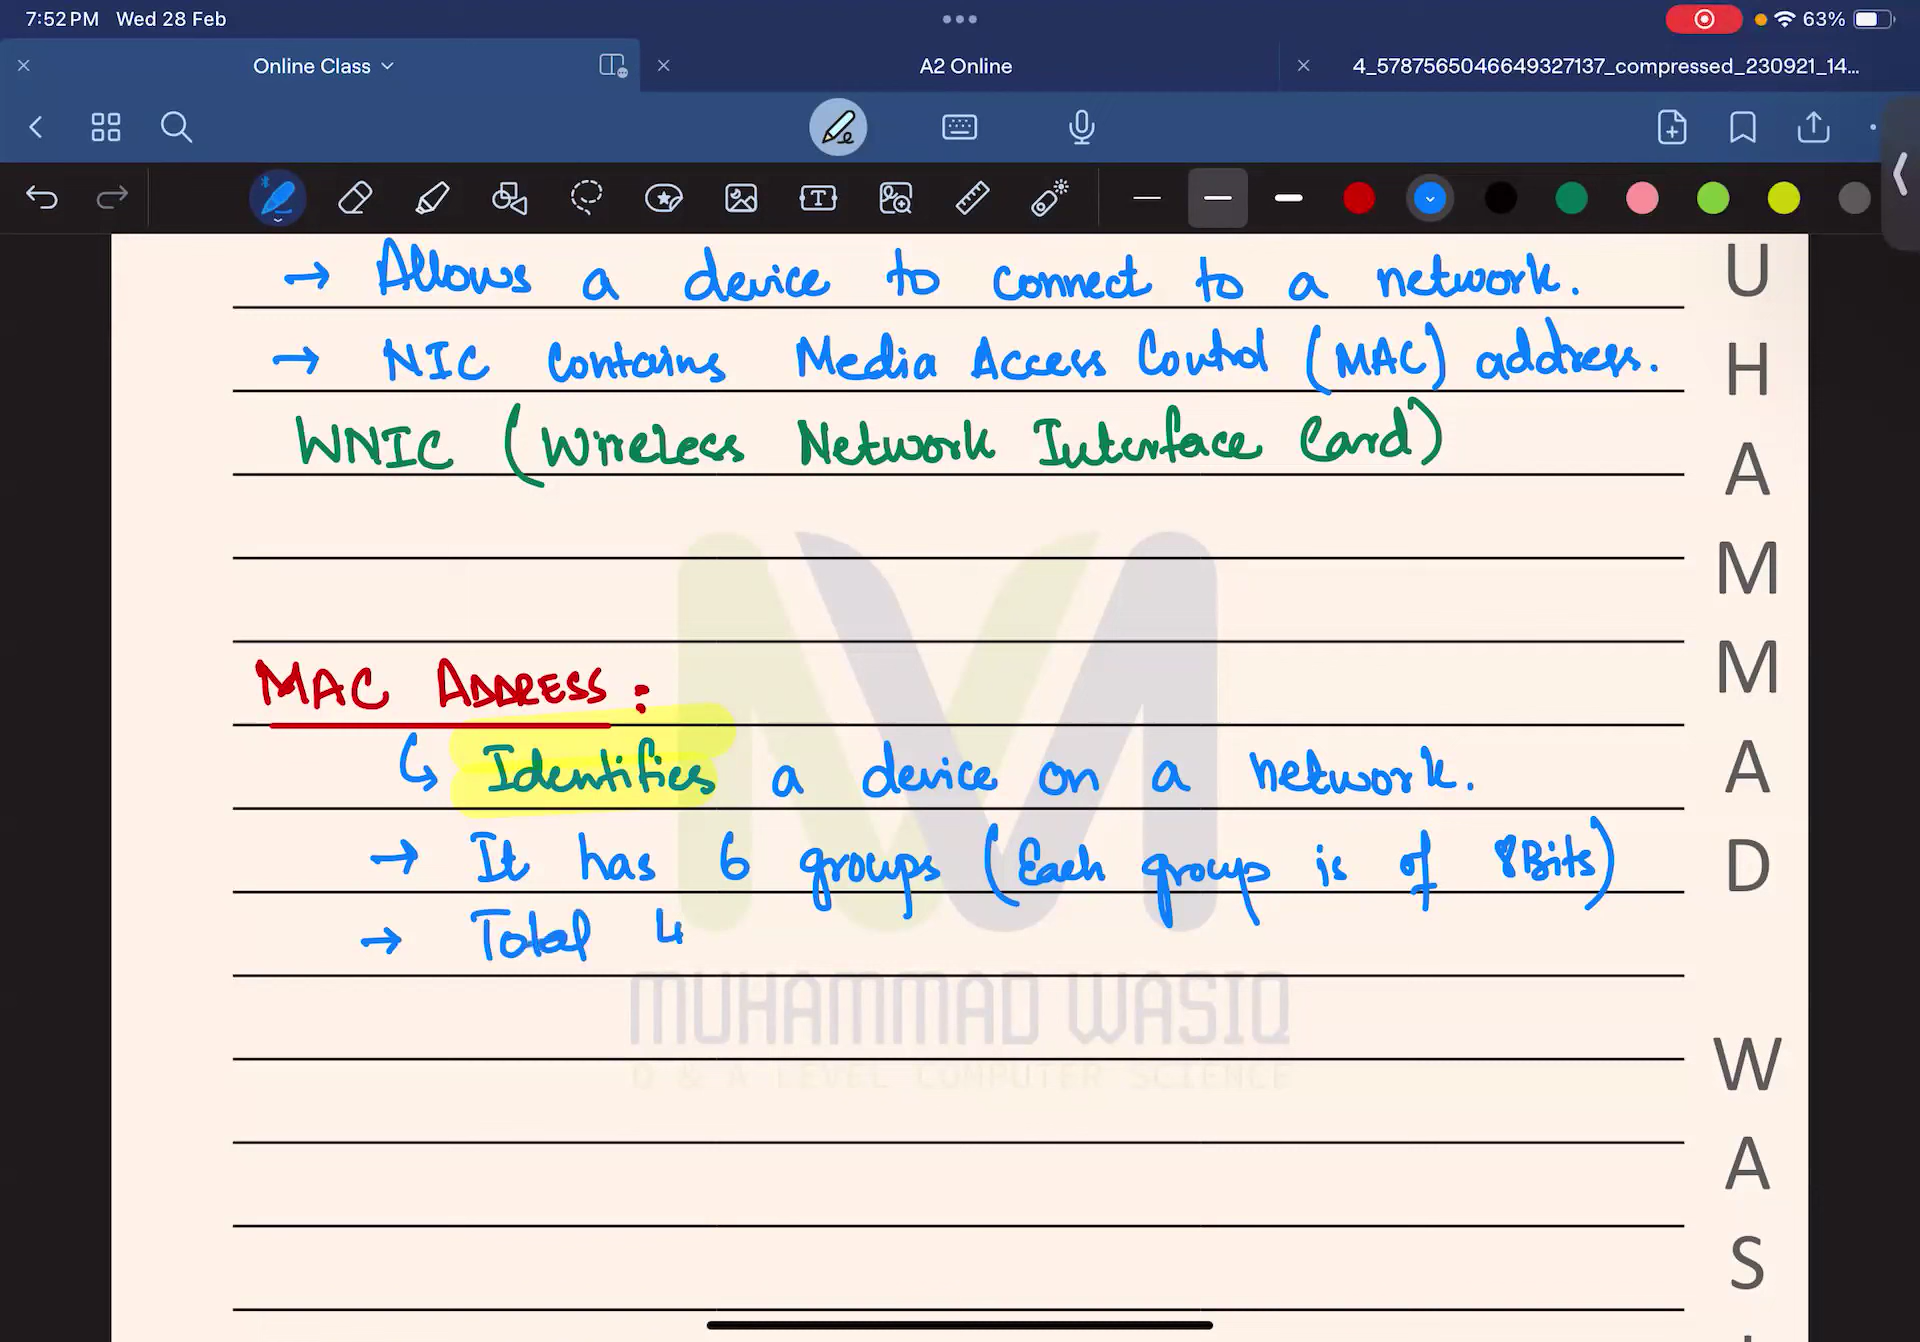 7:52 PM Wed 28 Feb
63%
Online Class
A2 Online
4_5787565046649327137_compressed_230921_14...
→ Allows a device to connect to a network.
→ NIC contains Media Access Control (MAC) address.
WNIC (Wireless Network Interface Card)
MAC ADDRESS :
↳ Identifies a device on a network.
→ It has 6 groups (Each group is of 8Bits)
→ Total 4
MUHAMMAD WASIQ
O & A LEVEL COMPUTER SCIENCE
U
H
A
M
M
A
D
W
A
S